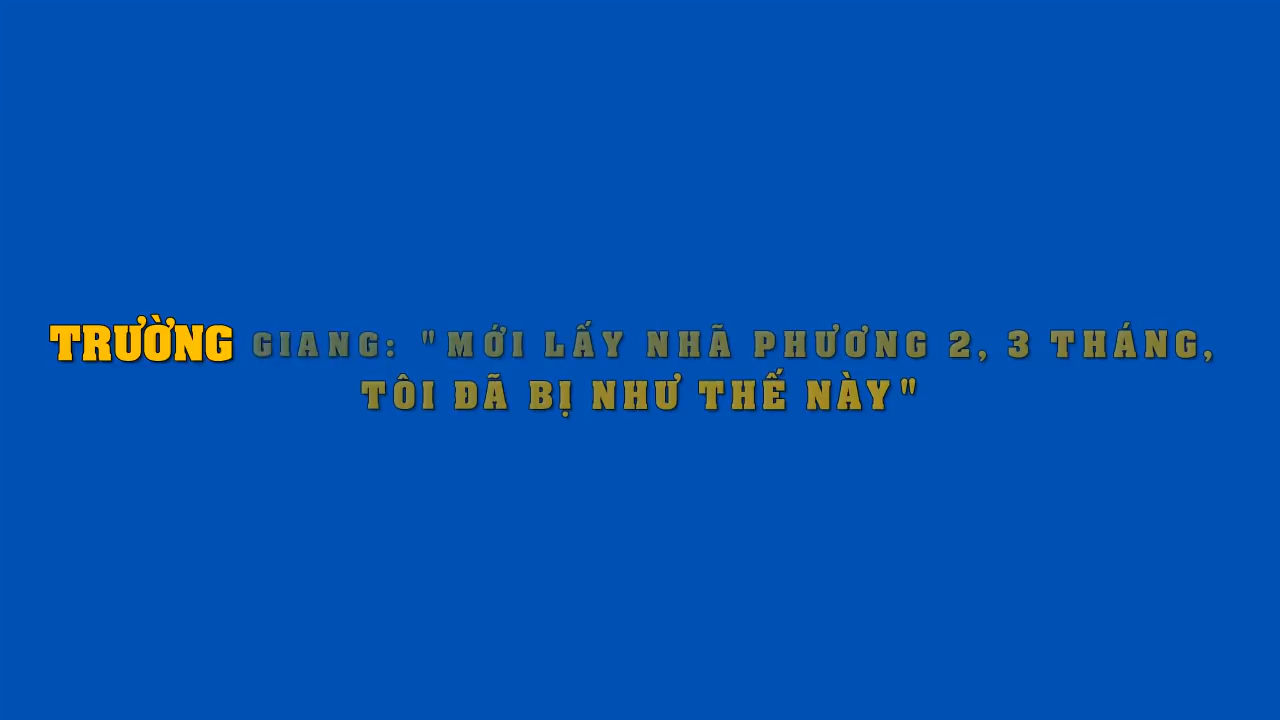 TRƯỜNG GIANG: "MỚI LẤY NHÃ PHƯƠNG 2, 3 THÁNG,
TÔI ĐÃ BỊ NHƯ THẾ NÀY"